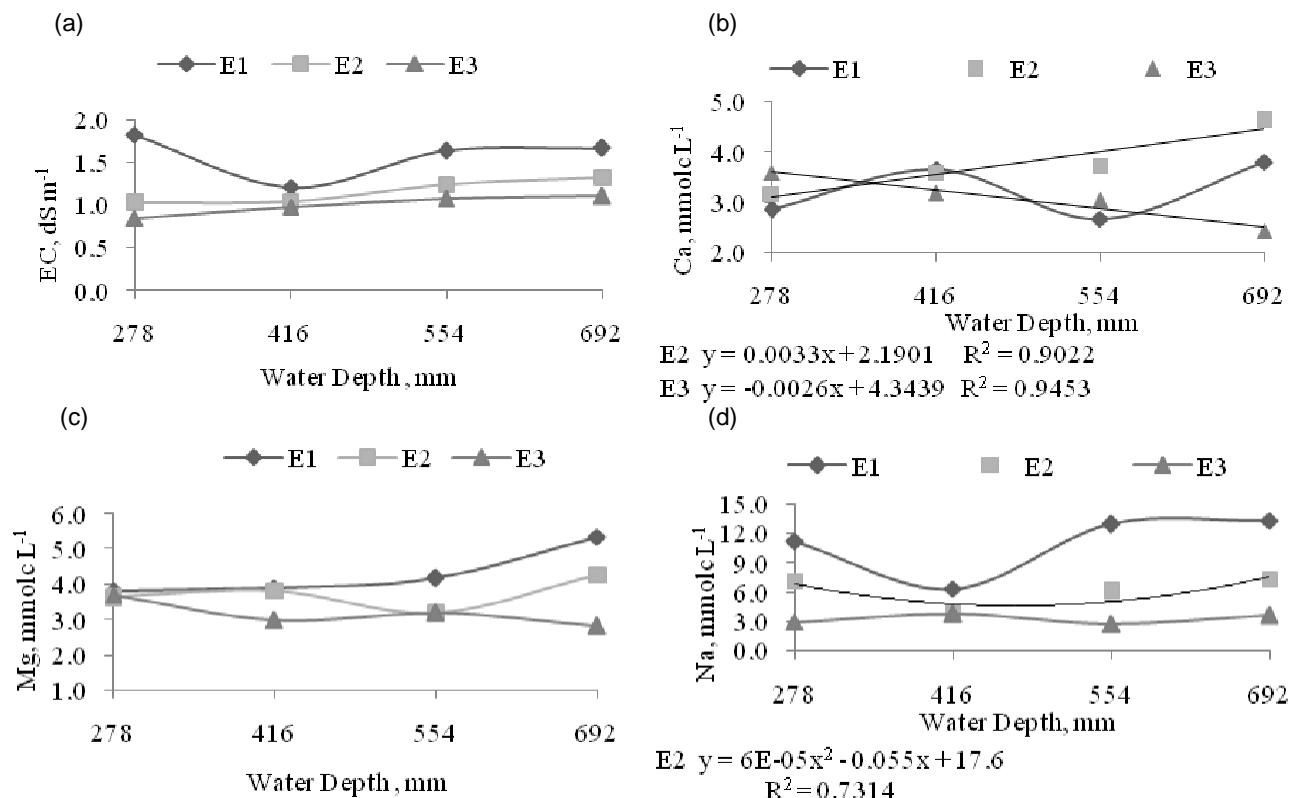 (a)
E1 E2 E3
2.0
1.5
1.0
0.5
0.0
EC, dS m⁻¹
278 416 554 692
Water Depth , mm
(b)
E1 E2 E3
5.0
4.0
3.0
2.0
Ca, mmolc L⁻¹
278 416 554 692
Water Depth, mm
E2 y = 0.0033x + 2.1901 R² = 0.9022
E3 y = -0.0026x + 4.3439 R² = 0.9453
(c)
E1 E2 E3
6.0
5.0
4.0
3.0
2.0
1.0
Mg, mmolc L⁻¹
278 416 554 692
Water Depth , mm
(d)
E1 E2 E3
15.0
12.0
9.0
6.0
3.0
0.0
Na, mmolc L⁻¹
278 416 554 692
Water Depth, mm
E2 y = 6E-05x² - 0.055x + 17.6
R² = 0.7314